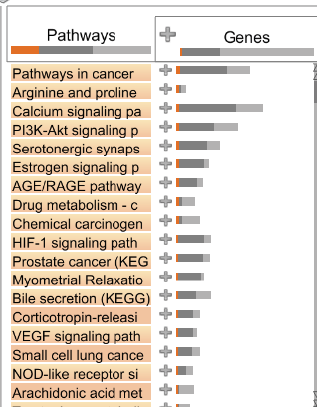 Pathways
Genes
Pathways in cancer
Arginine and proline
Calcium signaling pa
PI3K-Akt signaling p
Serotonergic synaps
Estrogen signaling p
AGE/RAGE pathway
Drug metabolism - c
Chemical carcinogen
HIF-1 signaling path
Prostate cancer (KEG
Myometrial Relaxatio
Bile secretion (KEGG)
Corticotropin-releasi
VEGF signaling path
Small cell lung cance
NOD-like receptor si
Arachidonic acid met